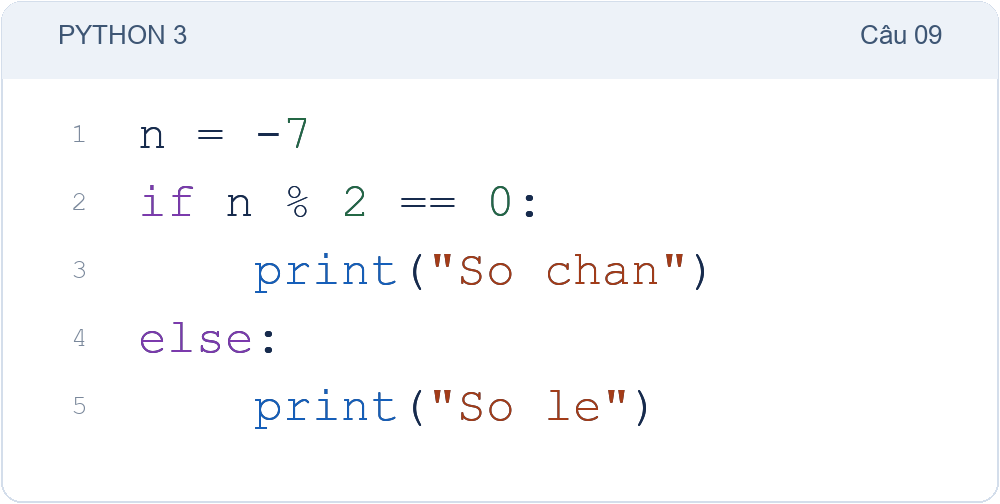 PYTHON 3
Câu 09
1 n = -7
2 if n % 2 == 0:
3     print("So chan")
4 else:
5     print("So le")